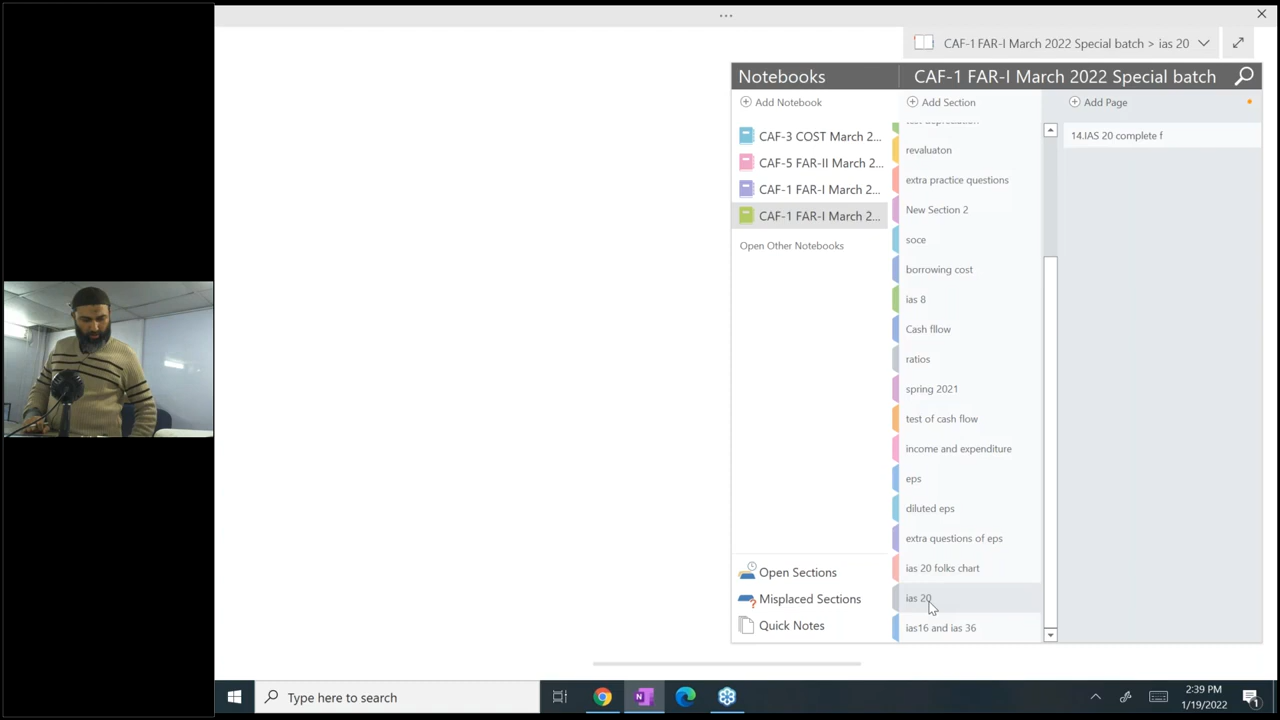 CAF-1 FAR-I March 2022 Special batch > ias 20
Notebooks
CAF-1 FAR-I March 2022 Special batch
Add Notebook
Add Section
Add Page
CAF-3 COST March 2...
CAF-5 FAR-II March 2...
CAF-1 FAR-I March 2...
CAF-1 FAR-I March 2...
Open Other Notebooks
test depreciation
revaluaton
extra practice questions
New Section 2
soce
borrowing cost
ias 8
Cash fllow
ratios
spring 2021
test of cash flow
income and expenditure
eps
diluted eps
extra questions of eps
ias 20 folks chart
ias 20
ias16 and ias 36
14.IAS 20 complete f
Open Sections
Misplaced Sections
Quick Notes
Type here to search
2:39 PM
1/19/2022
1